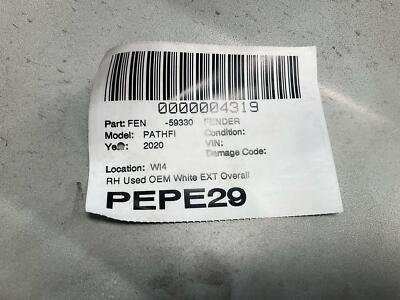 0000004319
Part: FEN -59330 FENDER
Model: PATHFI Condition:
Year: 2020 VIN:
Damage Code:
Location: WI4
RH Used OEM White EXT Overall
PEPE29